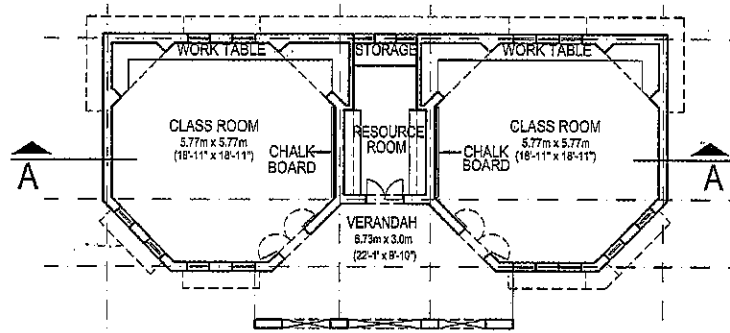 WORK TABLE
STORAGE
WORK TABLE
CLASS ROOM
5.77m x 5.77m
(18'-11" x 18'-11")
CHALK
BOARD
RESOURCE
ROOM
CHALK
BOARD
CLASS ROOM
5.77m x 5.77m
(18'-11" x 18'-11")
A
A
VERANDAH
6.73m x 3.0m
(22'-1" x 9'-10")